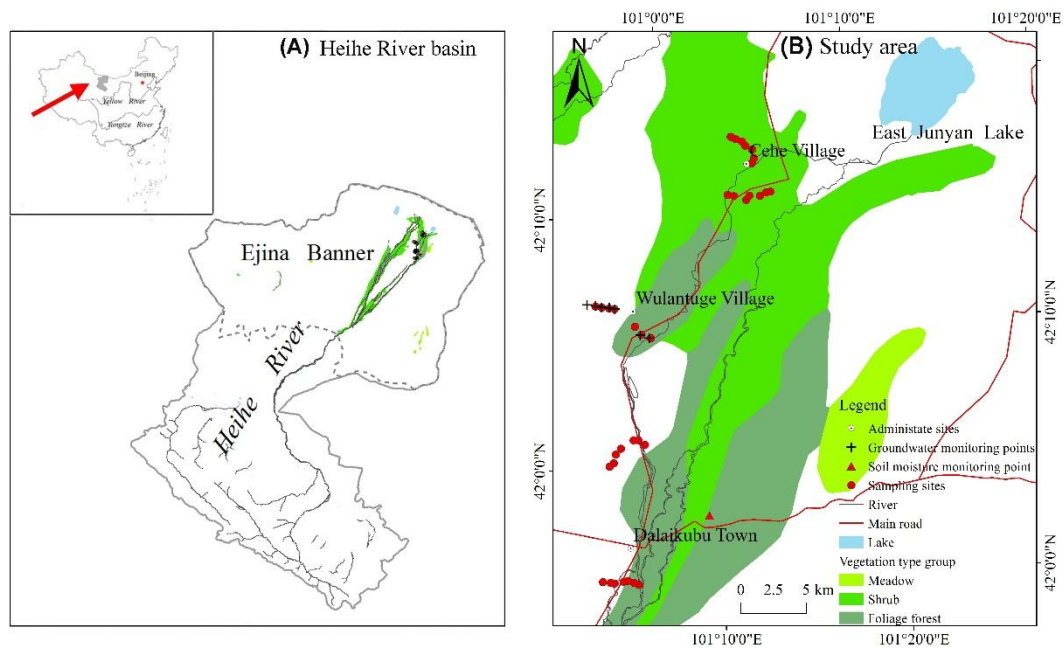 (A) Heihe River basin
Beijing
Yellow River
Yangtze River
Ejina Banner
Heihe River
101°0'0"E 101°10'0"E 101°20'0"E
(B) Study area
N
East Junyan Lake
Cehe Village
42°10'0"N
Wulantuge Village
42°10'0"N
Legend
Administate sites
Groundwater monitoring points
Soil moisture monitoring point
Sampling sites
River
Main road
Lake
Vegetation type group
Meadow
Shrub
Foliage forest
42°0'0"N
Dalaikubu Town
42°0'0"N
0 2.5 5 km
101°10'0"E 101°20'0"E